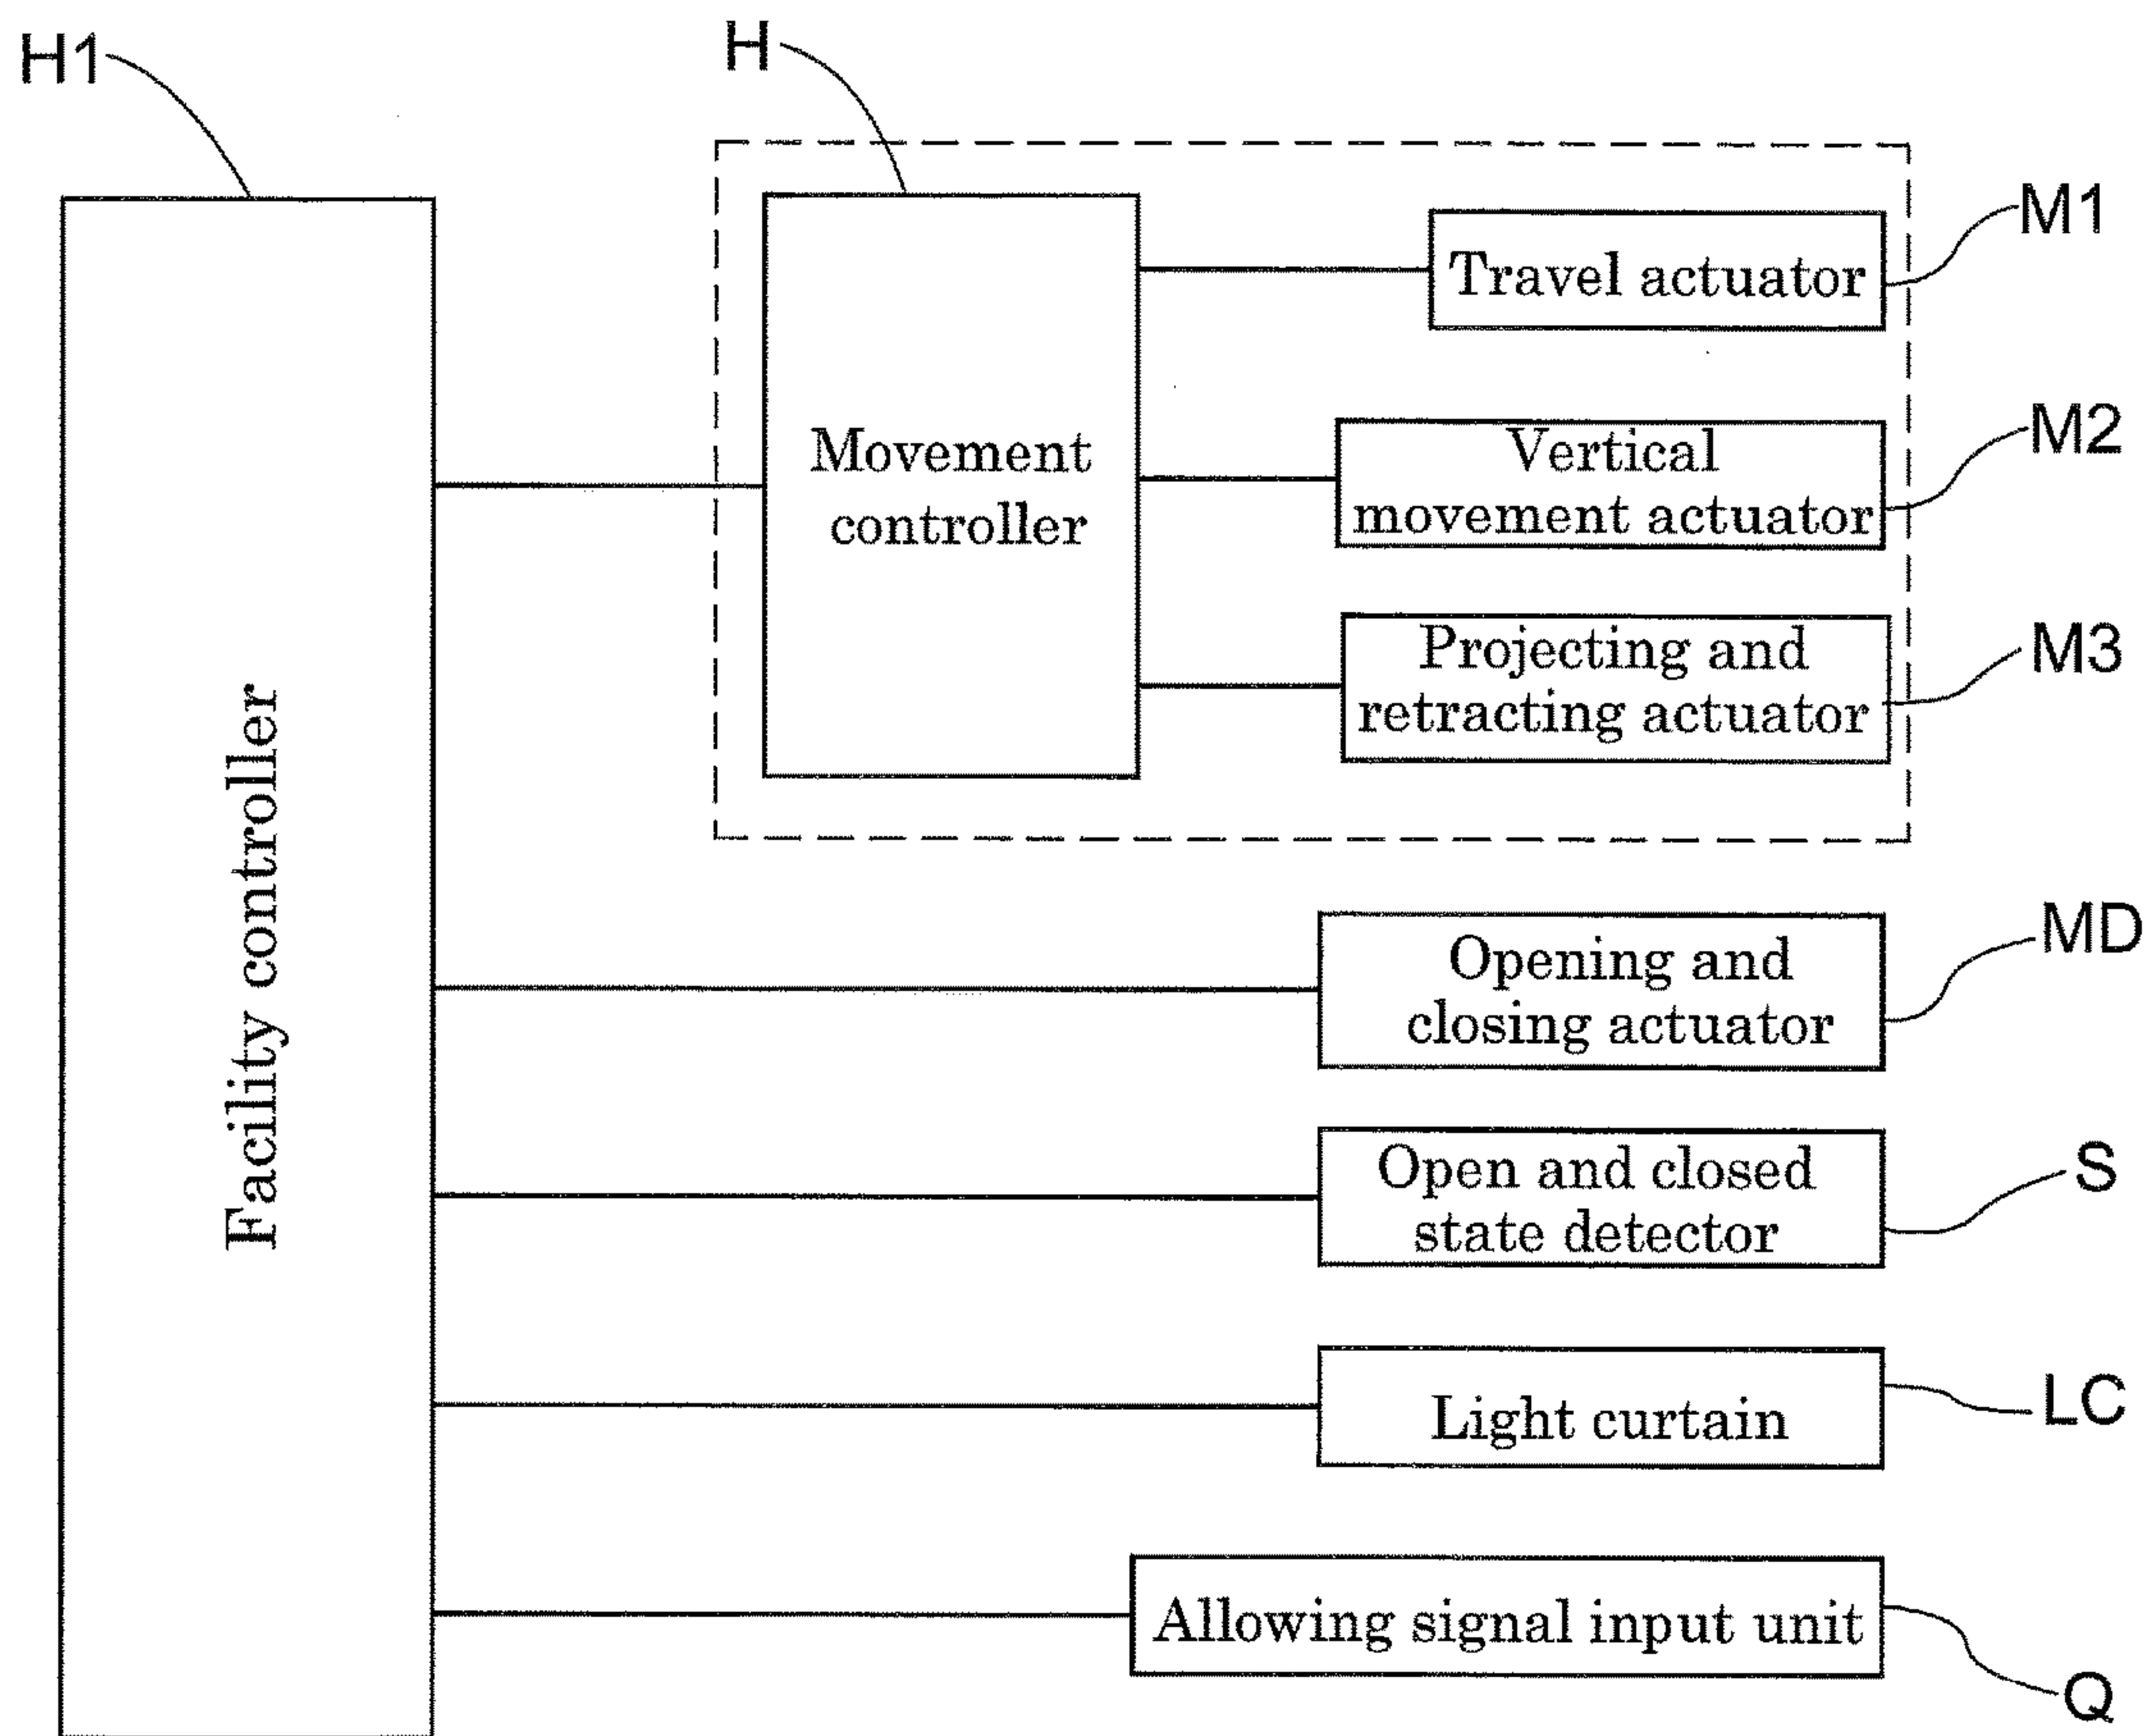 H1
H
M1
Travel actuator
M2
Vertical
movement actuator
Movement
controller
M3
Projecting and
retracting actuator
Facility controller
MD
Opening and
closing actuator
S
Open and closed
state detector
LC
Light curtain
Allowing signal input unit
Q